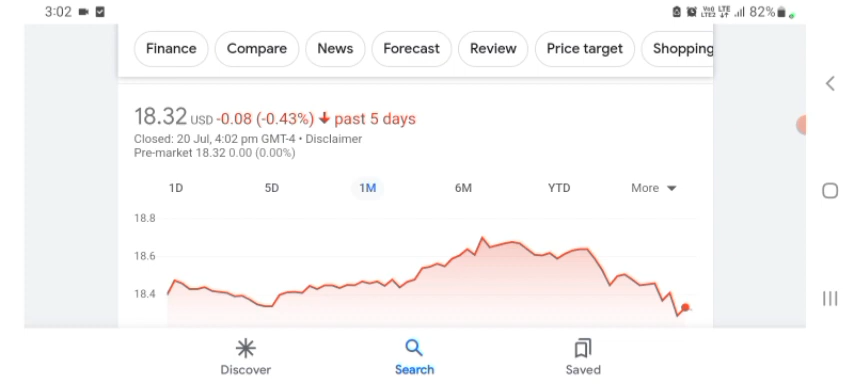 3:02
82%
Finance Compare News Forecast Review Price target Shopping
18.32 USD -0.08 (-0.43%) past 5 days
Closed: 20 Jul, 4:02 pm GMT-4 • Disclaimer
Pre-market 18.32 0.00 (0.00%)
1D 5D 1M 6M YTD More
18.8
18.6
18.4
Discover Search Saved